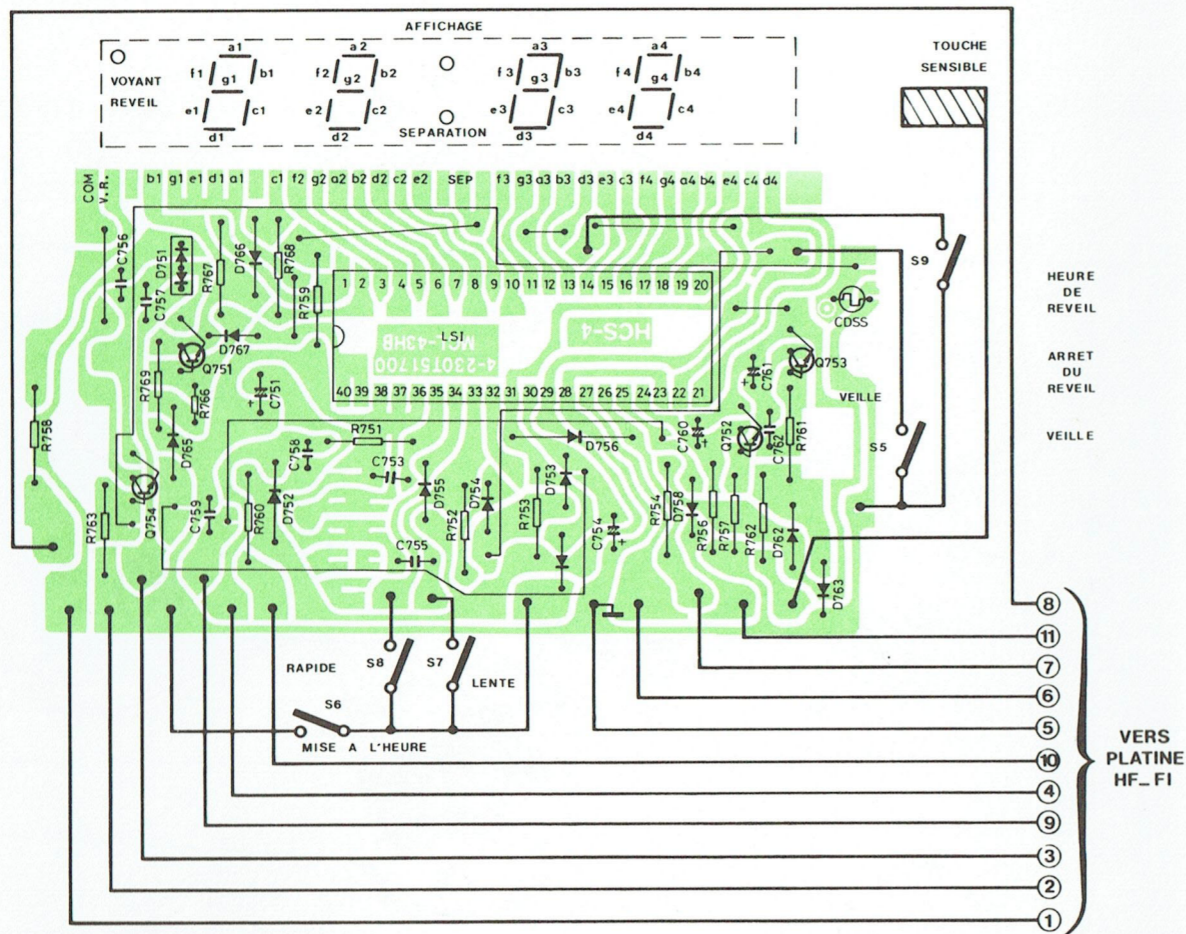 AFFICHAGE
VOYANT
REVEIL
a1
f1 g1 b1
e1 c1
d1
a2
f2 g2 b2
e2 c2
d2
SEPARATION
a3
f3 g3 b3
e3 c3
d3
a4
f4 g4 b4
e4 c4
d4
TOUCHE
SENSIBLE
COM
V.R.
b1 g1 e1 d1 a1 c1 f2 g2 a2 b2 d2 c2 e2 SEP f3 g3 a3 b3 d3 e3 c3 f4 g4 a4 b4 e4 c4 d4
C756
C757
D751
R767
D766
R768
R759
1 2 3 4 5 6 7 8 9 10 11 12 13 14 15 16 17 18 19 20
LSI
4-230T51700
MCL-43HB
HCS-4
40 39 38 37 36 35 34 33 32 31 30 29 28 27 26 25 24 23 22 21
CDSS
S9
HEURE
DE
REVEIL
ARRET
DU
REVEIL
VEILLE
VEILLE
S5
D767
Q751
Q753
C761
R769
R766
C751
R758
D765
R751
D756
C760
Q752
C762
R761
C758
C753
R763
Q754
C759
R760
D752
D755
R752
D754
R753
D753
C754
R754
D758
R756
R757
R762
D762
C755
D763
RAPIDE
S8
S7
LENTE
S6
MISE A L'HEURE
8
11
7
6
5
10
4
9
3
2
1
VERS
PLATINE
HF_FI